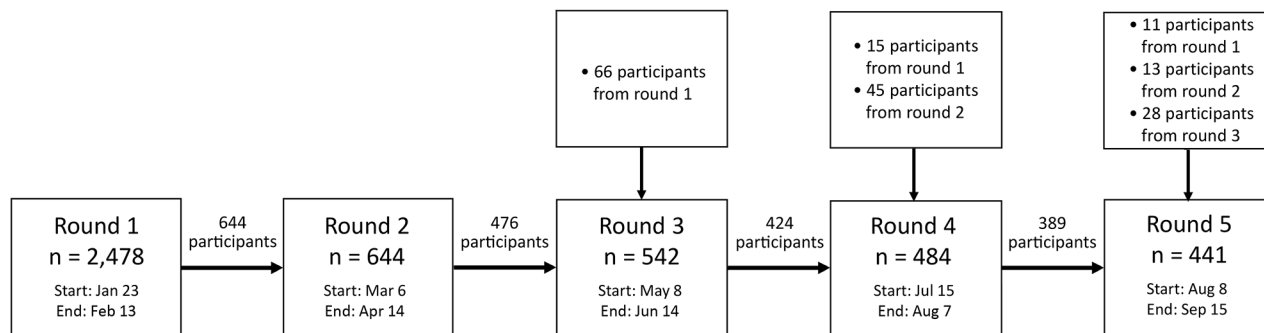 • 66 participants
from round 1
• 15 participants
from round 1
• 45 participants
from round 2
• 11 participants
from round 1
• 13 participants
from round 2
• 28 participants
from round 3
Round 1
n = 2,478
Start: Jan 23
End: Feb 13
644
participants
Round 2
n = 644
Start: Mar 6
End: Apr 14
476
participants
Round 3
n = 542
Start: May 8
End: Jun 14
424
participants
Round 4
n = 484
Start: Jul 15
End: Aug 7
389
participants
Round 5
n = 441
Start: Aug 8
End: Sep 15